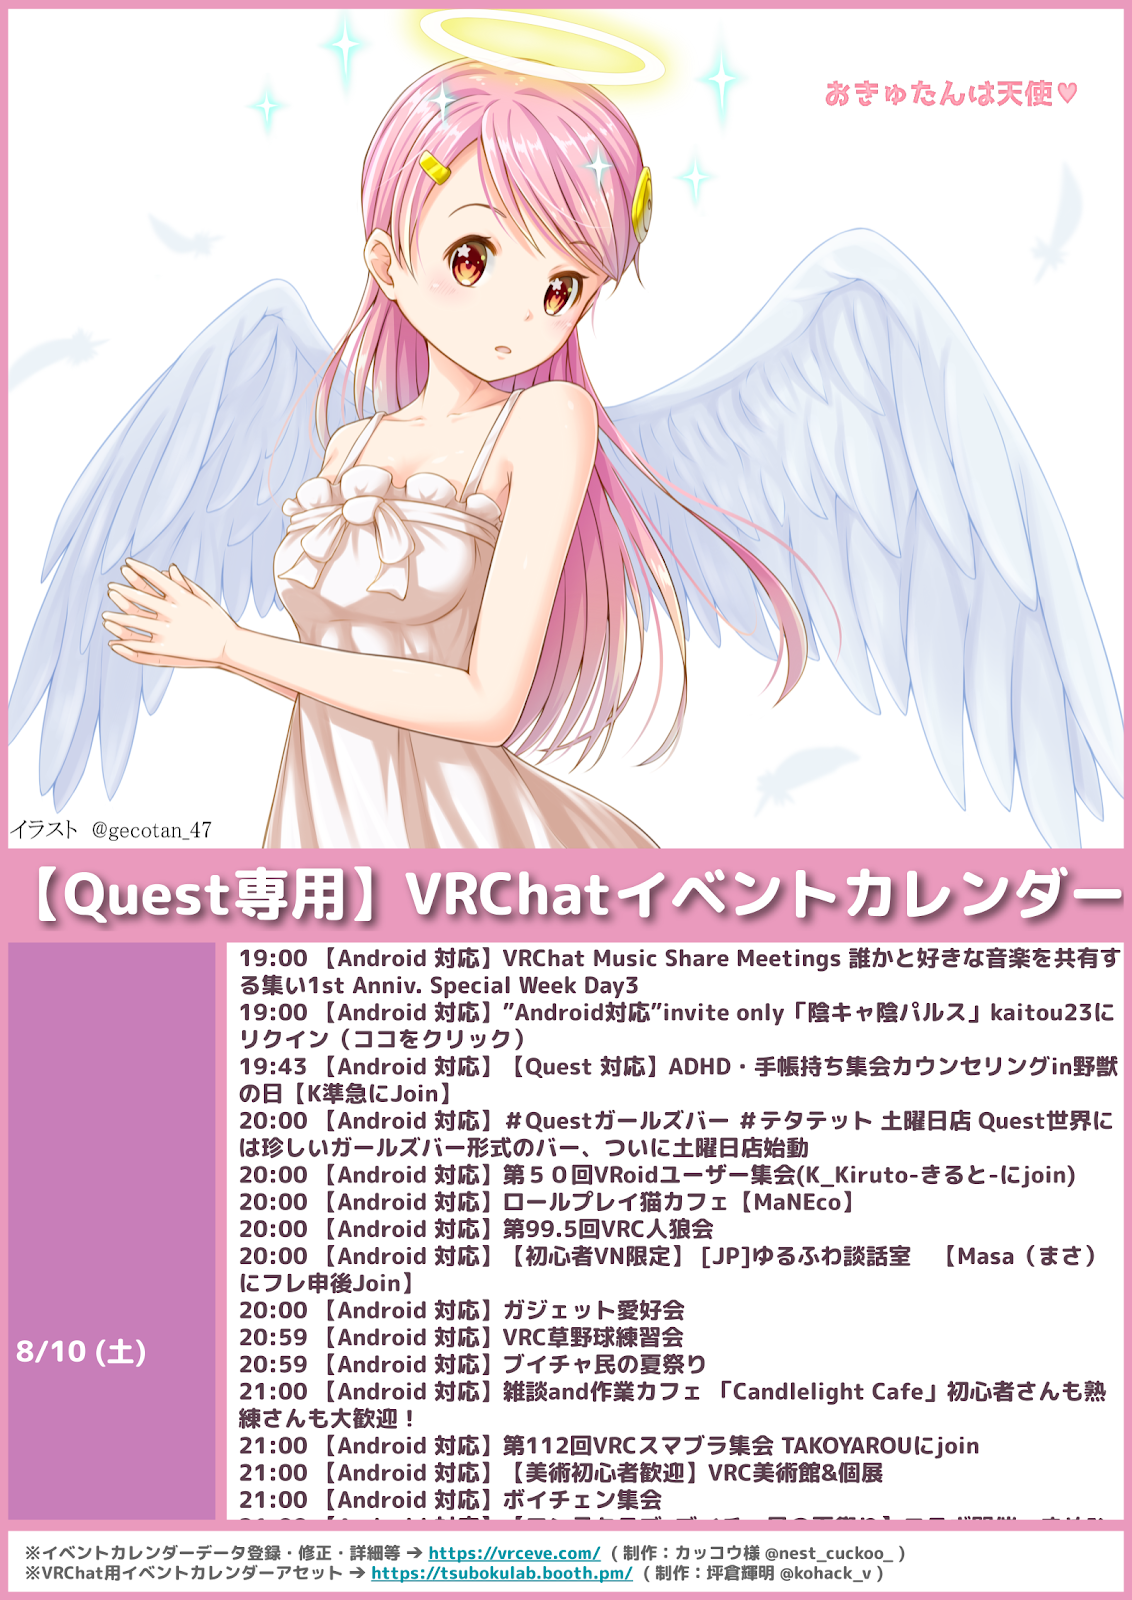 おきゅたんは天使♥
イラスト @gecotan_47
【Quest専用】VRChatイベントカレンダー
8/10 (土)
19:00 【Android 対応】VRChat Music Share Meetings 誰かと好きな音楽を共有す
る集い1st Anniv. Special Week Day3
19:00 【Android 対応】”Android対応”invite only「陰キャ陰パルス」kaitou23に
リクイン（ココをクリック）
19:43 【Android 対応】【Quest 対応】ADHD・手帳持ち集会カウンセリングin野獣
の日【K準急にJoin】
20:00 【Android 対応】＃Questガールズバー ＃テタテット 土曜日店 Quest世界に
は珍しいガールズバー形式のバー、ついに土曜日店始動
20:00 【Android 対応】第５０回VRoidユーザー集会(K_Kiruto-きると-にjoin)
20:00 【Android 対応】ロールプレイ猫カフェ【MaNEco】
20:00 【Android 対応】第99.5回VRC人狼会
20:00 【Android 対応】【初心者VN限定】 [JP]ゆるふわ談話室　【Masa（まさ）
にフレ申後Join】
20:00 【Android 対応】ガジェット愛好会
20:59 【Android 対応】VRC草野球練習会
20:59 【Android 対応】ブイチャ民の夏祭り
21:00 【Android 対応】雑談and作業カフェ 「Candlelight Cafe」初心者さんも熟
練さんも大歓迎！
21:00 【Android 対応】第112回VRCスマブラ集会 TAKOYAROUにjoin
21:00 【Android 対応】【美術初心者歓迎】VRC美術館&個展
21:00 【Android 対応】ボイチェン集会
※イベントカレンダーデータ登録・修正・詳細等 ➔ https://vrceve.com/ （制作：カッコウ様 @nest_cuckoo_ ）
※VRChat用イベントカレンダーアセット ➔ https://tsubokulab.booth.pm/ （制作：坪倉輝明 @kohack_v ）